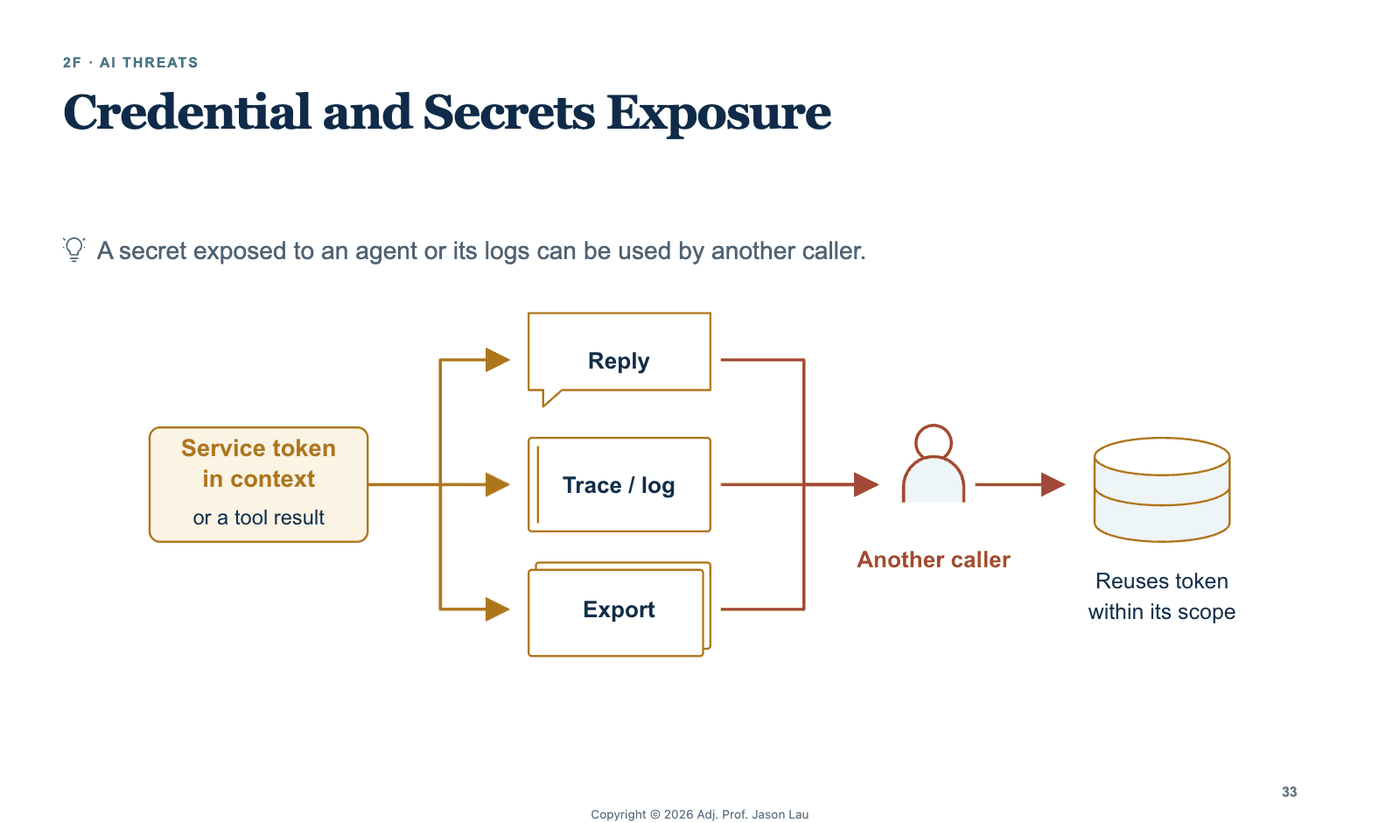 2F · AI THREATS
Credential and Secrets Exposure
A secret exposed to an agent or its logs can be used by another caller.
Reply
Service token
in context
or a tool result
Trace / log
Export
Another caller
Reuses token
within its scope
33
Copyright © 2026 Adj. Prof. Jason Lau